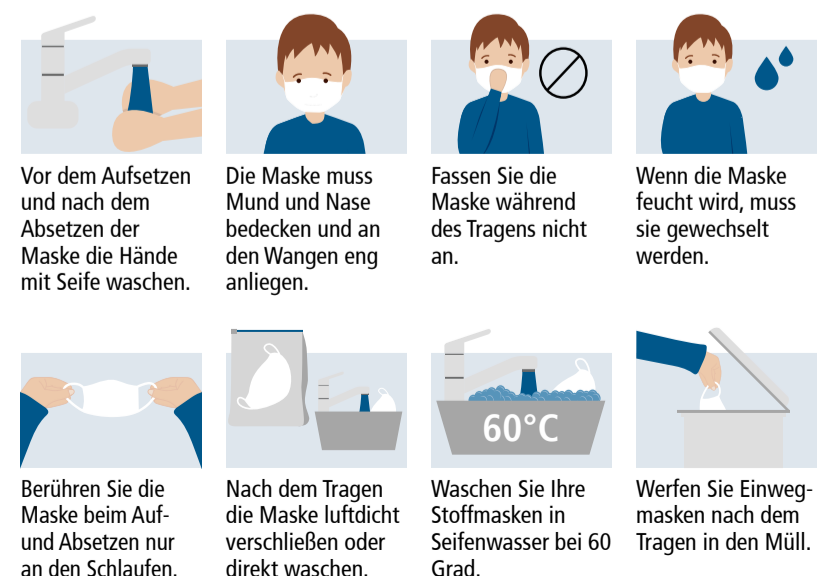 Vor dem Aufsetzen
und nach dem
Absetzen der
Maske die Hände
mit Seife waschen.
Die Maske muss
Mund und Nase
bedecken und an
den Wangen eng
anliegen.
Fassen Sie die
Maske während
des Tragens nicht
an.
Wenn die Maske
feucht wird, muss
sie gewechselt
werden.
Berühren Sie die
Maske beim Auf-
und Absetzen nur
an den Schlaufen.
Nach dem Tragen
die Maske luftdicht
verschließen oder
direkt waschen.
60°C
Waschen Sie Ihre
Stoffmasken in
Seifenwasser bei 60
Grad.
Werfen Sie Einweg-
masken nach dem
Tragen in den Müll.